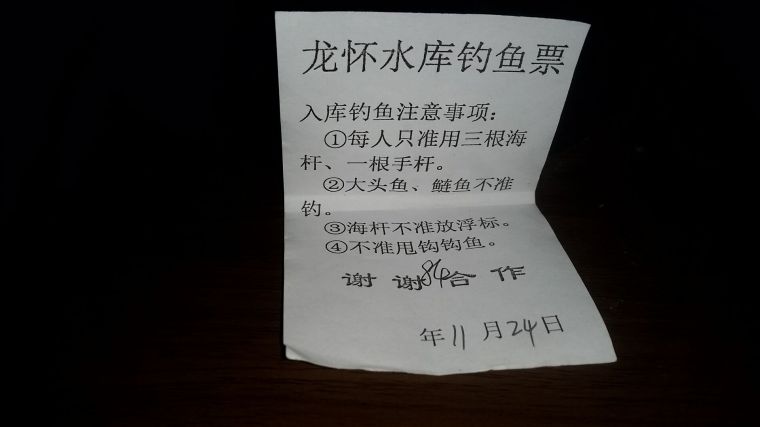 龙怀水库钓鱼票
入库钓鱼注意事项：
①每人只准用三根海
杆、一根手杆。
②大头鱼、鲢鱼不准
钓。
③海杆不准放浮标。
④不准甩钩钩鱼。
谢谢合作
年11月24日